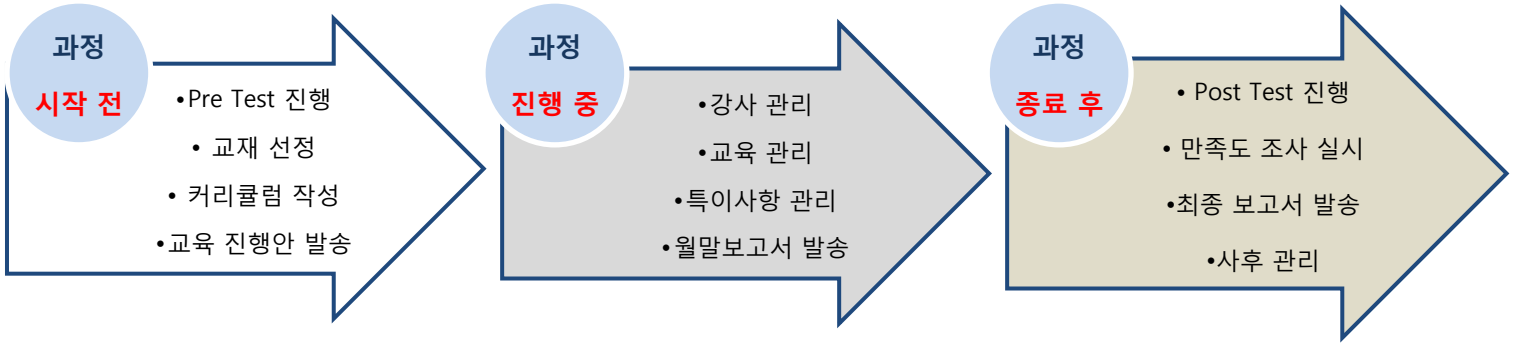 과정
시작 전
•Pre Test 진행
• 교재 선정
• 커리큘럼 작성
•교육 진행안 발송
과정
진행 중
•강사 관리
•교육 관리
•특이사항 관리
•월말보고서 발송
과정
종료 후
• Post Test 진행
• 만족도 조사 실시
•최종 보고서 발송
•사후 관리